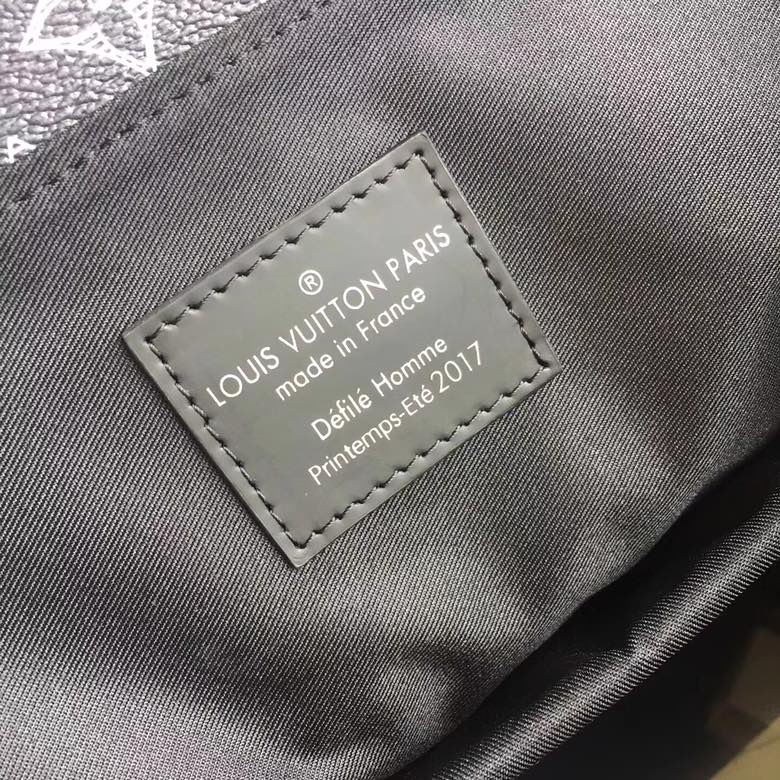 ®
LOUIS VUITTON PARIS
made in France
Défilé Homme
Printemps-Eté 2017